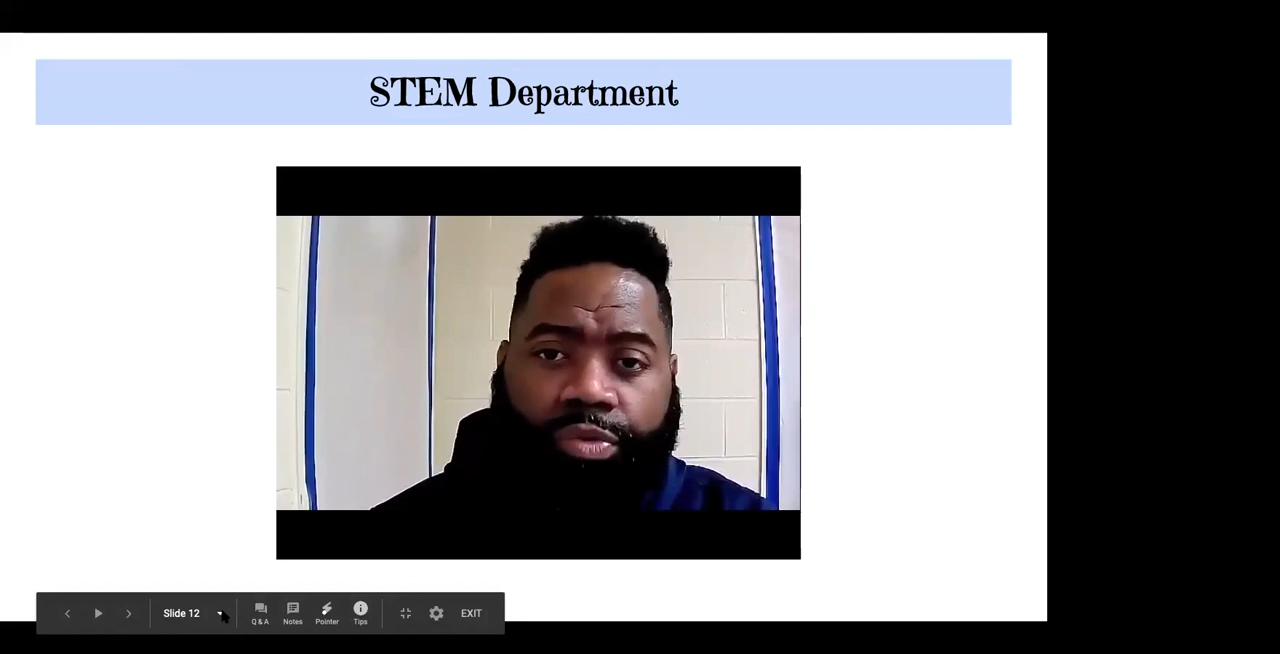 STEM Department
Slide 12
Q & A
Notes
Pointer
Tips
EXIT